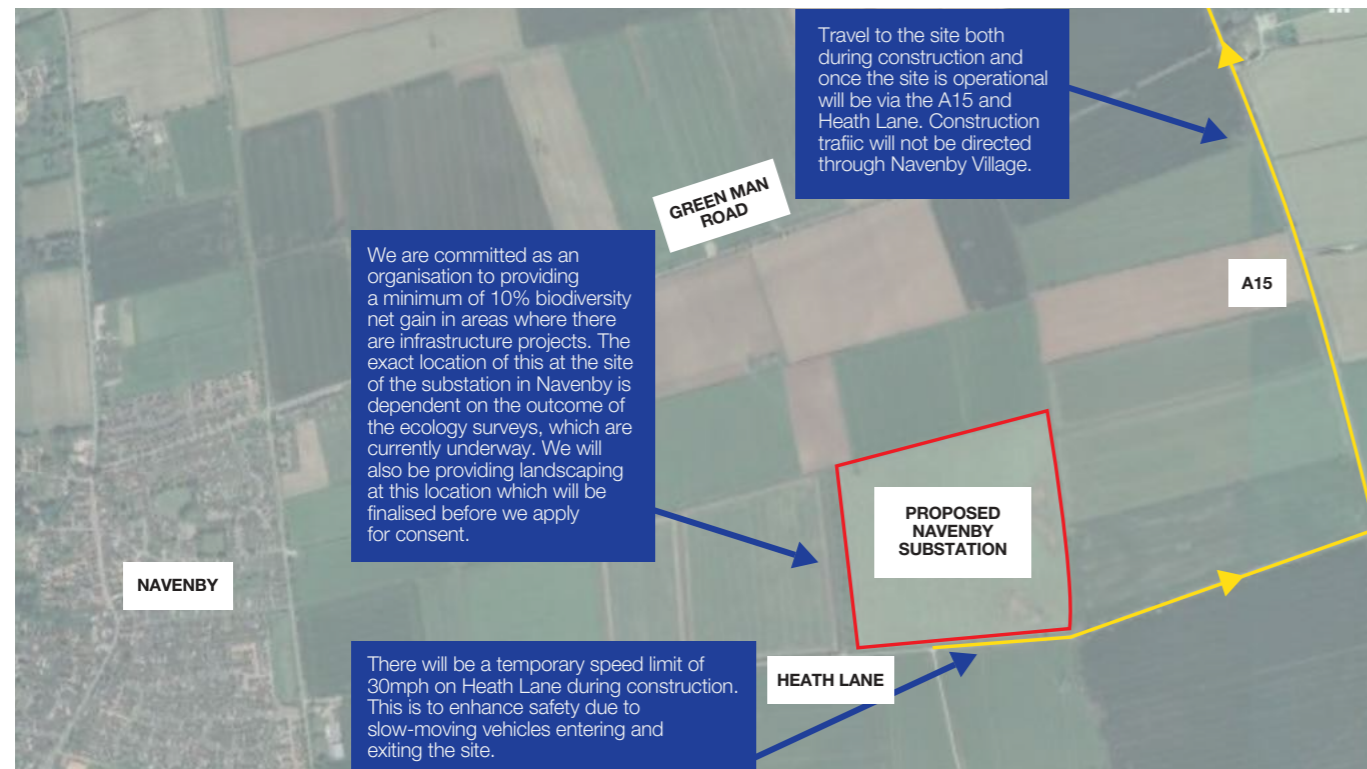 Travel to the site both
during construction and
once the site is operational
will be via the A15 and
Heath Lane. Construction
trafiic will not be directed
through Navenby Village.
GREEN MAN
ROAD
We are committed as an
organisation to providing
a minimum of 10% biodiversity
net gain in areas where there
are infrastructure projects. The
exact location of this at the site
of the substation in Navenby is
dependent on the outcome of
the ecology surveys, which are
currently underway. We will
also be providing landscaping
at this location which will be
finalised before we apply
for consent.
A15
PROPOSED
NAVENBY
SUBSTATION
NAVENBY
There will be a temporary speed limit of
30mph on Heath Lane during construction.
This is to enhance safety due to
slow-moving vehicles entering and
exiting the site.
HEATH LANE